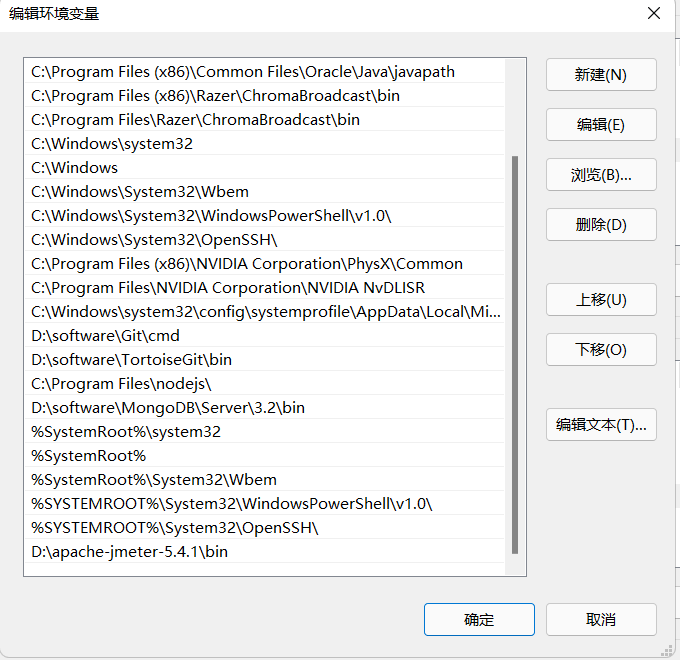 编辑环境变量
C:\Program Files (x86)\Common Files\Oracle\Java\javapath
C:\Program Files (x86)\Razer\ChromaBroadcast\bin
C:\Program Files\Razer\ChromaBroadcast\bin
C:\Windows\system32
C:\Windows
C:\Windows\System32\Wbem
C:\Windows\System32\WindowsPowerShell\v1.0\
C:\Windows\System32\OpenSSH\
C:\Program Files (x86)\NVIDIA Corporation\PhysX\Common
C:\Program Files\NVIDIA Corporation\NVIDIA NvDLISR
C:\Windows\system32\config\systemprofile\AppData\Local\Mi...
D:\software\Git\cmd
D:\software\TortoiseGit\bin
C:\Program Files\nodejs\
D:\software\MongoDB\Server\3.2\bin
%SystemRoot%\system32
%SystemRoot%
%SystemRoot%\System32\Wbem
%SYSTEMROOT%\System32\WindowsPowerShell\v1.0\
%SYSTEMROOT%\System32\OpenSSH\
D:\apache-jmeter-5.4.1\bin
新建(N)
编辑(E)
浏览(B)...
删除(D)
上移(U)
下移(O)
编辑文本(T)...
确定
取消